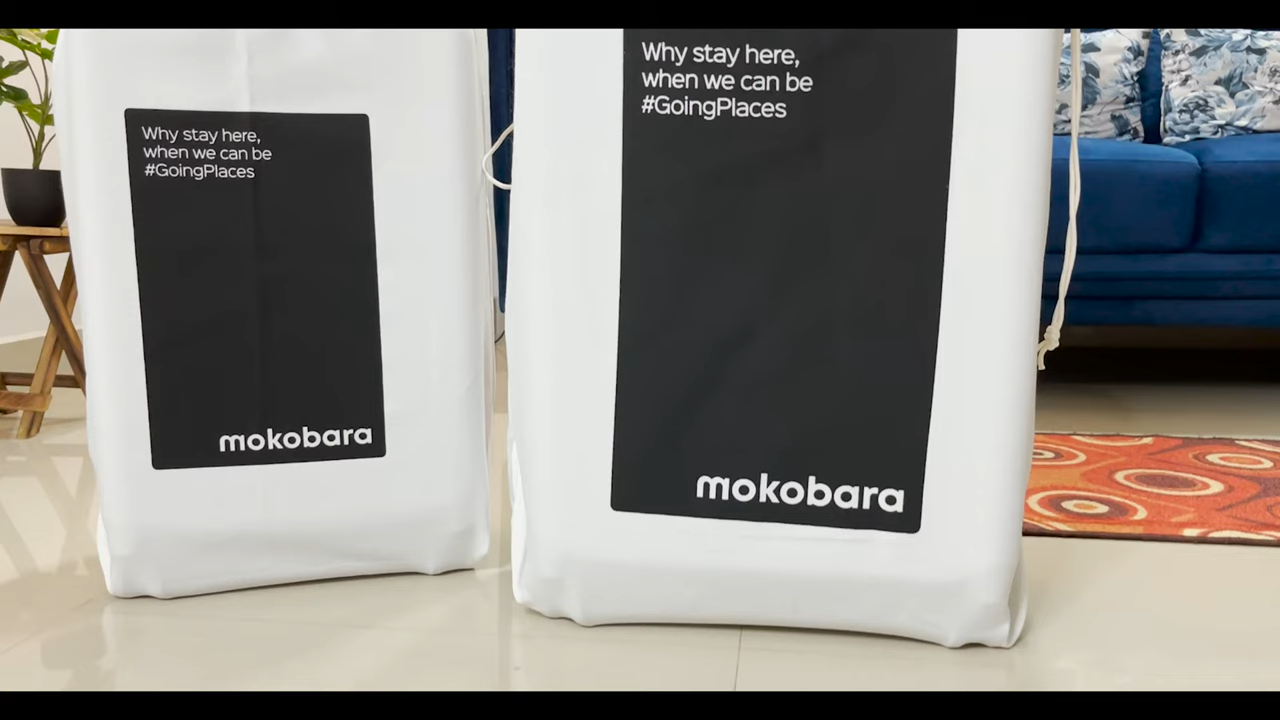 Why stay here,
when we can be
#GoingPlaces
mokobara
Why stay here,
when we can be
#GoingPlaces
mokobara